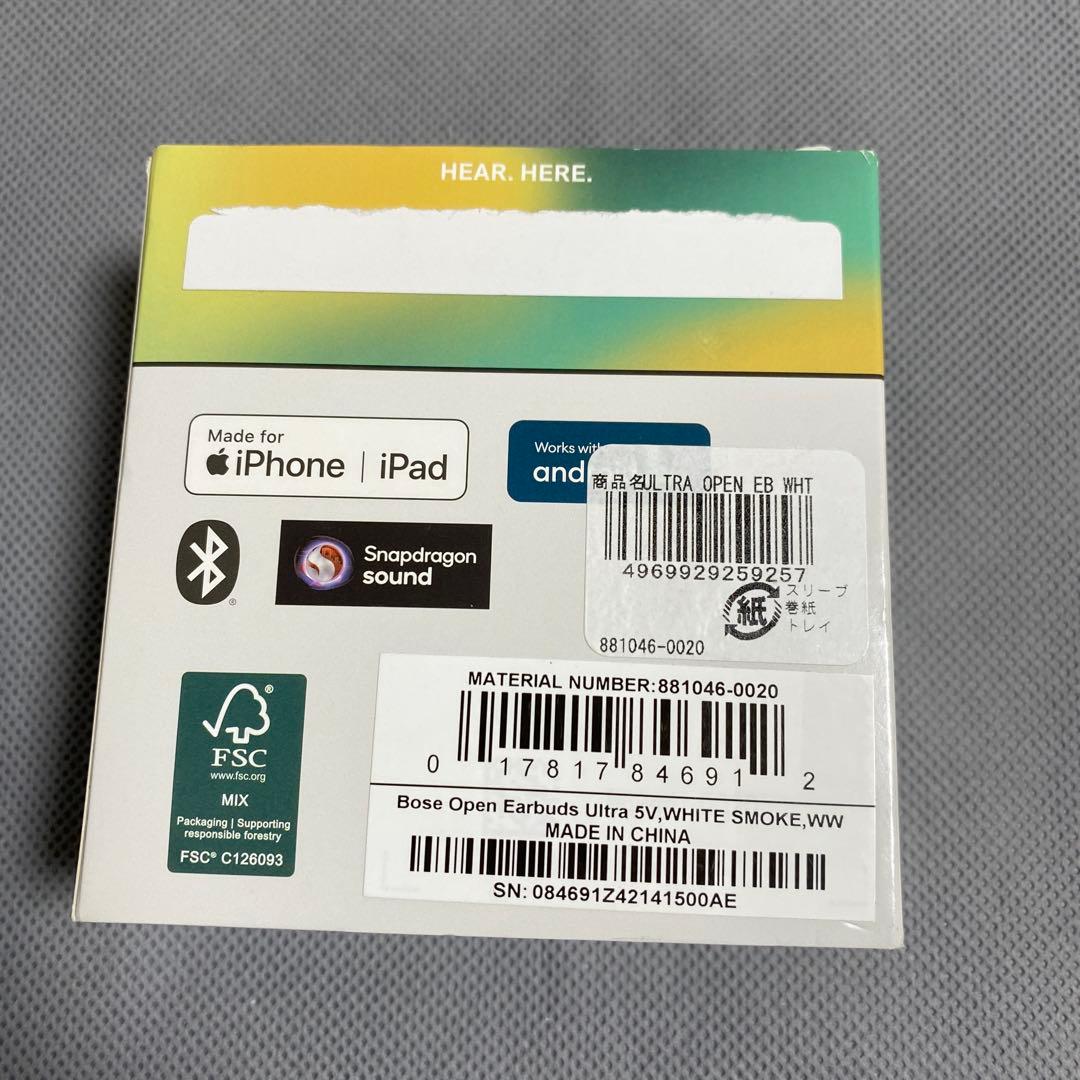 HEAR. HERE.
Made for
iPhone | iPad
Works with
and
商品名ULTRA OPEN EB WHT
4969929259257
紙
スリーブ
巻紙
トレイ
881046-0020
Snapdragon
sound
MATERIAL NUMBER:881046-0020
0 17817 84691 2
Bose Open Earbuds Ultra 5V,WHITE SMOKE,WW
MADE IN CHINA
SN: 084691Z42141500AE
FSC®
www.fsc.org
MIX
Packaging | Supporting
responsible forestry
FSC® C126093